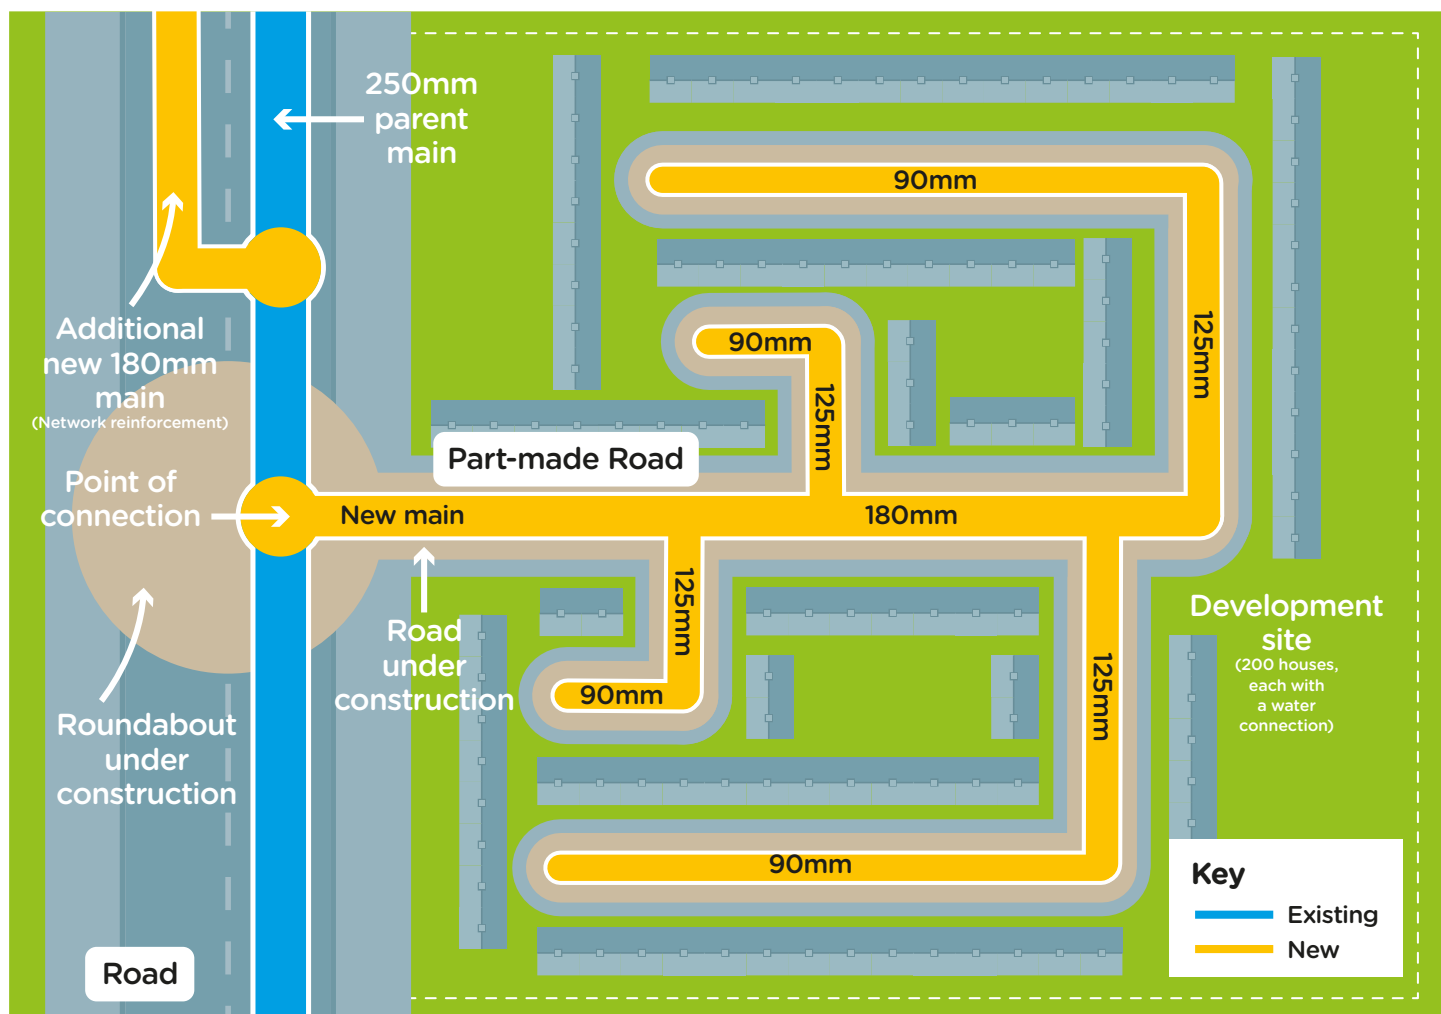 250mm
parent
main
Additional
new 180mm
main
(Network reinforcement)
Point of
connection
Roundabout
under
construction
Road
Part-made Road
New main
180mm
Road
under
construction
90mm
125mm
90mm
125mm
125mm
90mm
125mm
90mm
Development
site
(200 houses,
each with
a water
connection)
Key
Existing
New